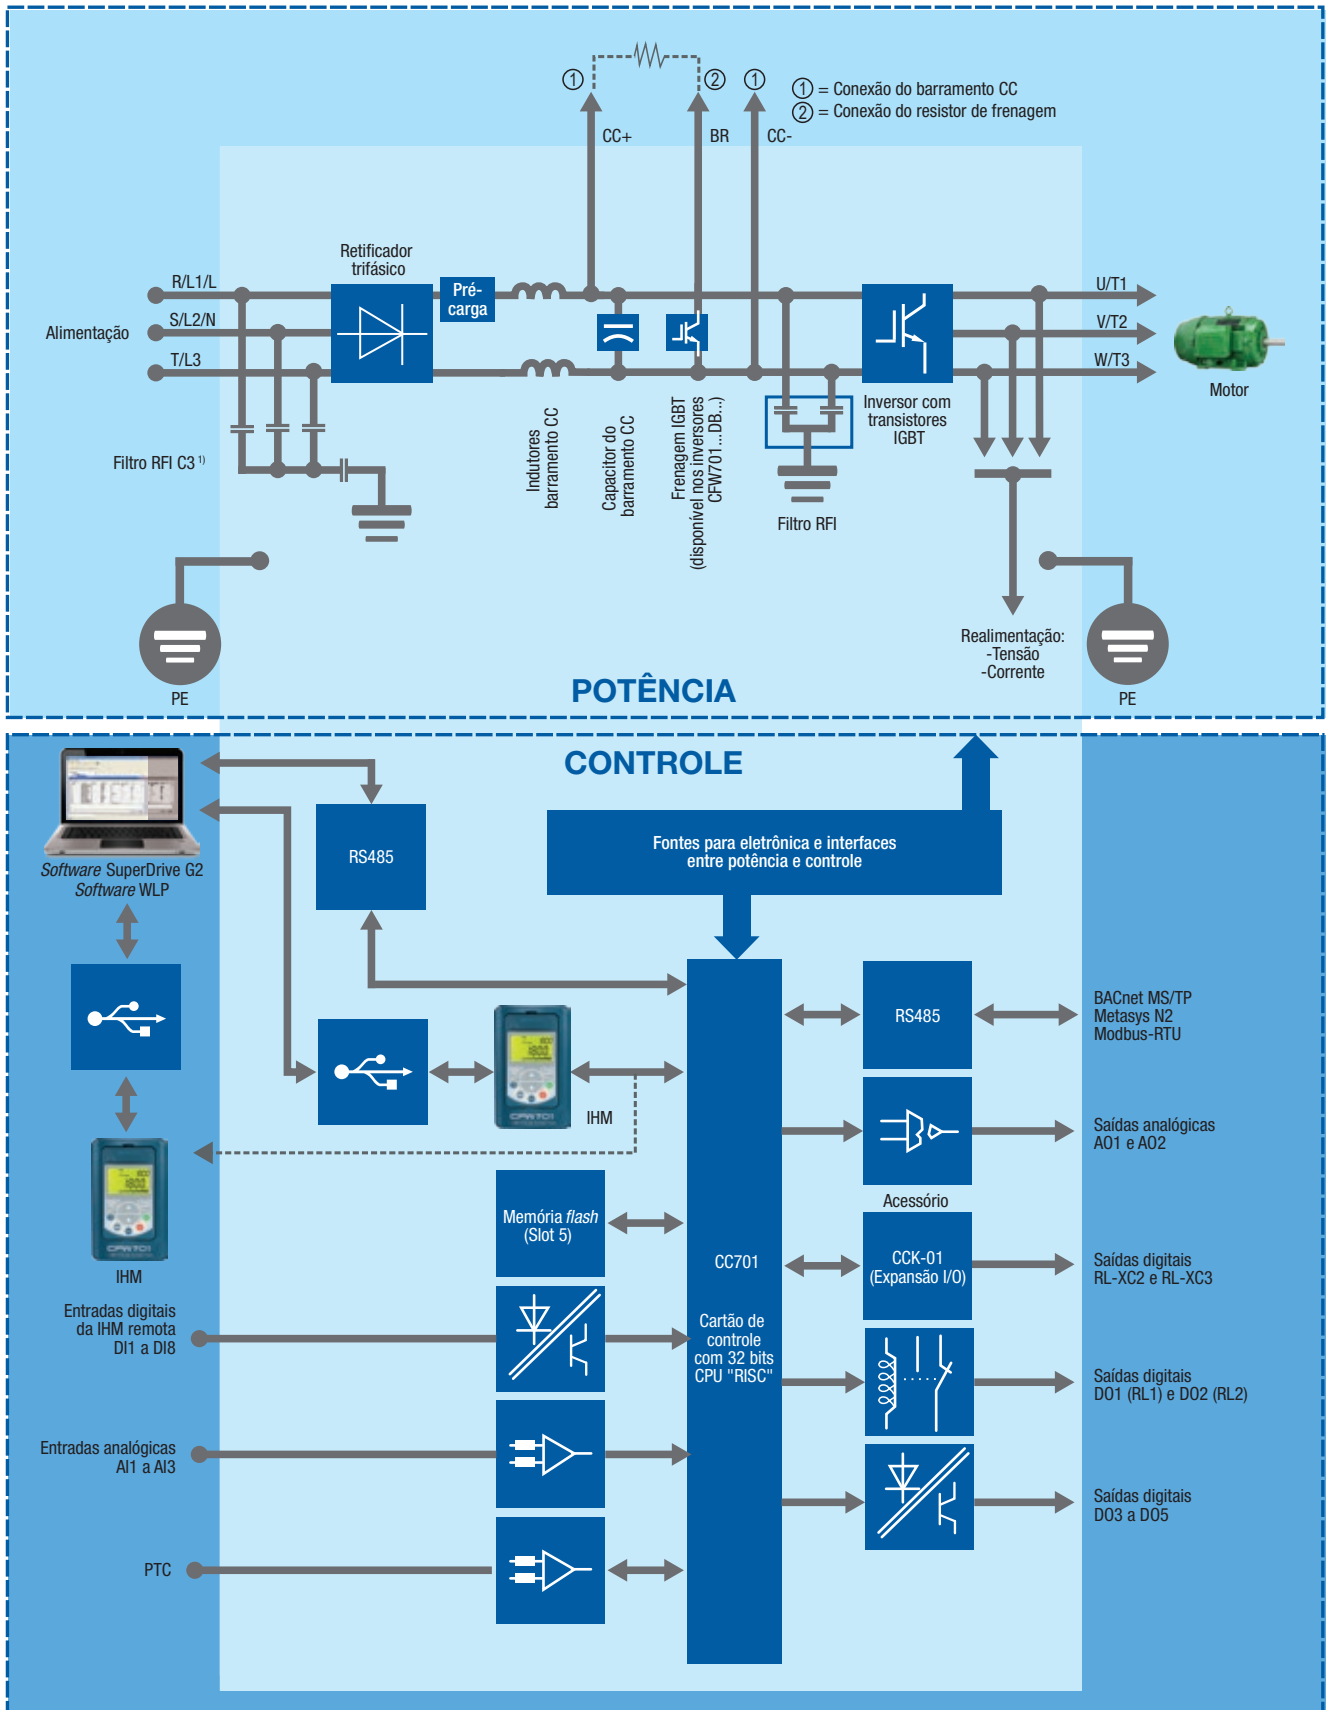 1
2
1
1 = Conexão do barramento CC
2 = Conexão do resistor de frenagem
CC+
BR
CC-
Retificador
trifásico
R/L1/L
S/L2/N
T/L3
Alimentação
Pré-
carga
U/T1
V/T2
W/T3
Motor
Inversor com
transistores
IGBT
Filtro RFI C3 1)
Indutores
barramento CC
Capacitor do
barramento CC
Frenagem IGBT
(disponível nos inversores
CFW701...DB...)
Filtro RFI
Realimentação:
-Tensão
-Corrente
PE
PE
POTÊNCIA
CONTROLE
Software SuperDrive G2
Software WLP
RS485
Fontes para eletrônica e interfaces
entre potência e controle
RS485
BACnet MS/TP
Metasys N2
Modbus-RTU
1800
CFW701
IHM
Saídas analógicas
AO1 e AO2
1800
CFW701
IHM
Acessório
Memória flash
(Slot 5)
CC701
CCK-01
(Expansão I/O)
Saídas digitais
RL-XC2 e RL-XC3
Entradas digitais
da IHM remota
DI1 a DI8
Cartão de
controle
com 32 bits
CPU "RISC"
Saídas digitais
DO1 (RL1) e DO2 (RL2)
Entradas analógicas
AI1 a AI3
Saídas digitais
DO3 a DO5
PTC